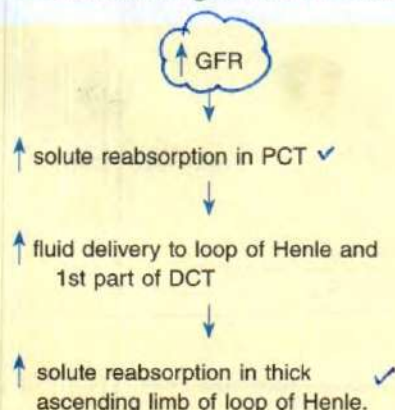 ↑ GFR
↑ solute reabsorption in PCT ✓
↑ fluid delivery to loop of Henle and
1st part of DCT
↑ solute reabsorption in thick ✓
ascending limb of loop of Henle.